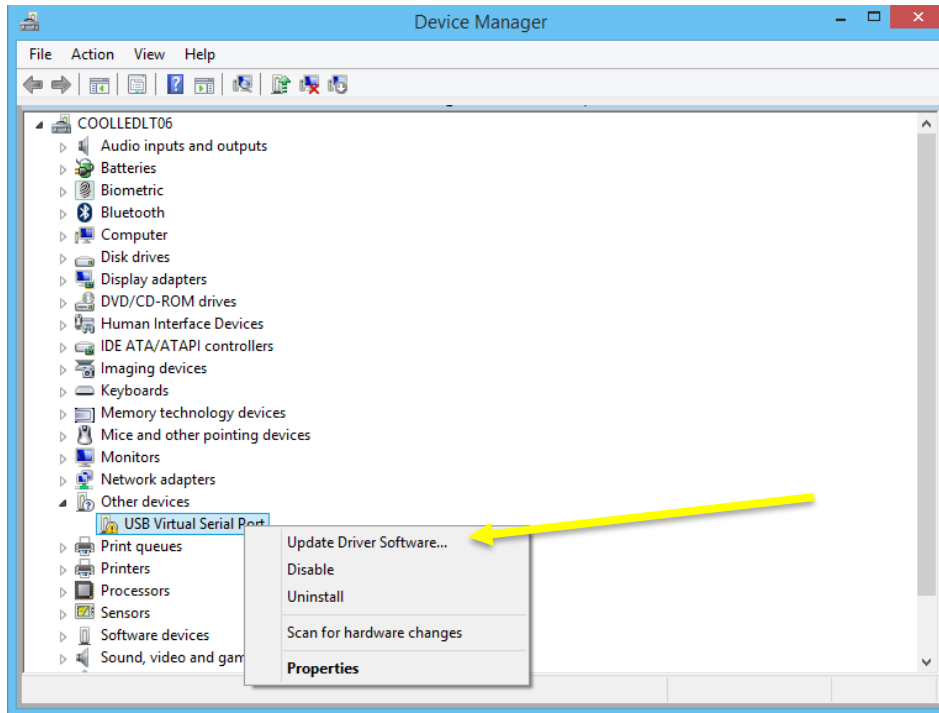 Device Manager
File Action View Help
COOLLEDLT06
Audio inputs and outputs
Batteries
Biometric
Bluetooth
Computer
Disk drives
Display adapters
DVD/CD-ROM drives
Human Interface Devices
IDE ATA/ATAPI controllers
Imaging devices
Keyboards
Memory technology devices
Mice and other pointing devices
Monitors
Network adapters
Other devices
USB Virtual Serial Port
Update Driver Software...
Disable
Uninstall
Scan for hardware changes
Properties
Print queues
Printers
Processors
Sensors
Software devices
Sound, video and gam